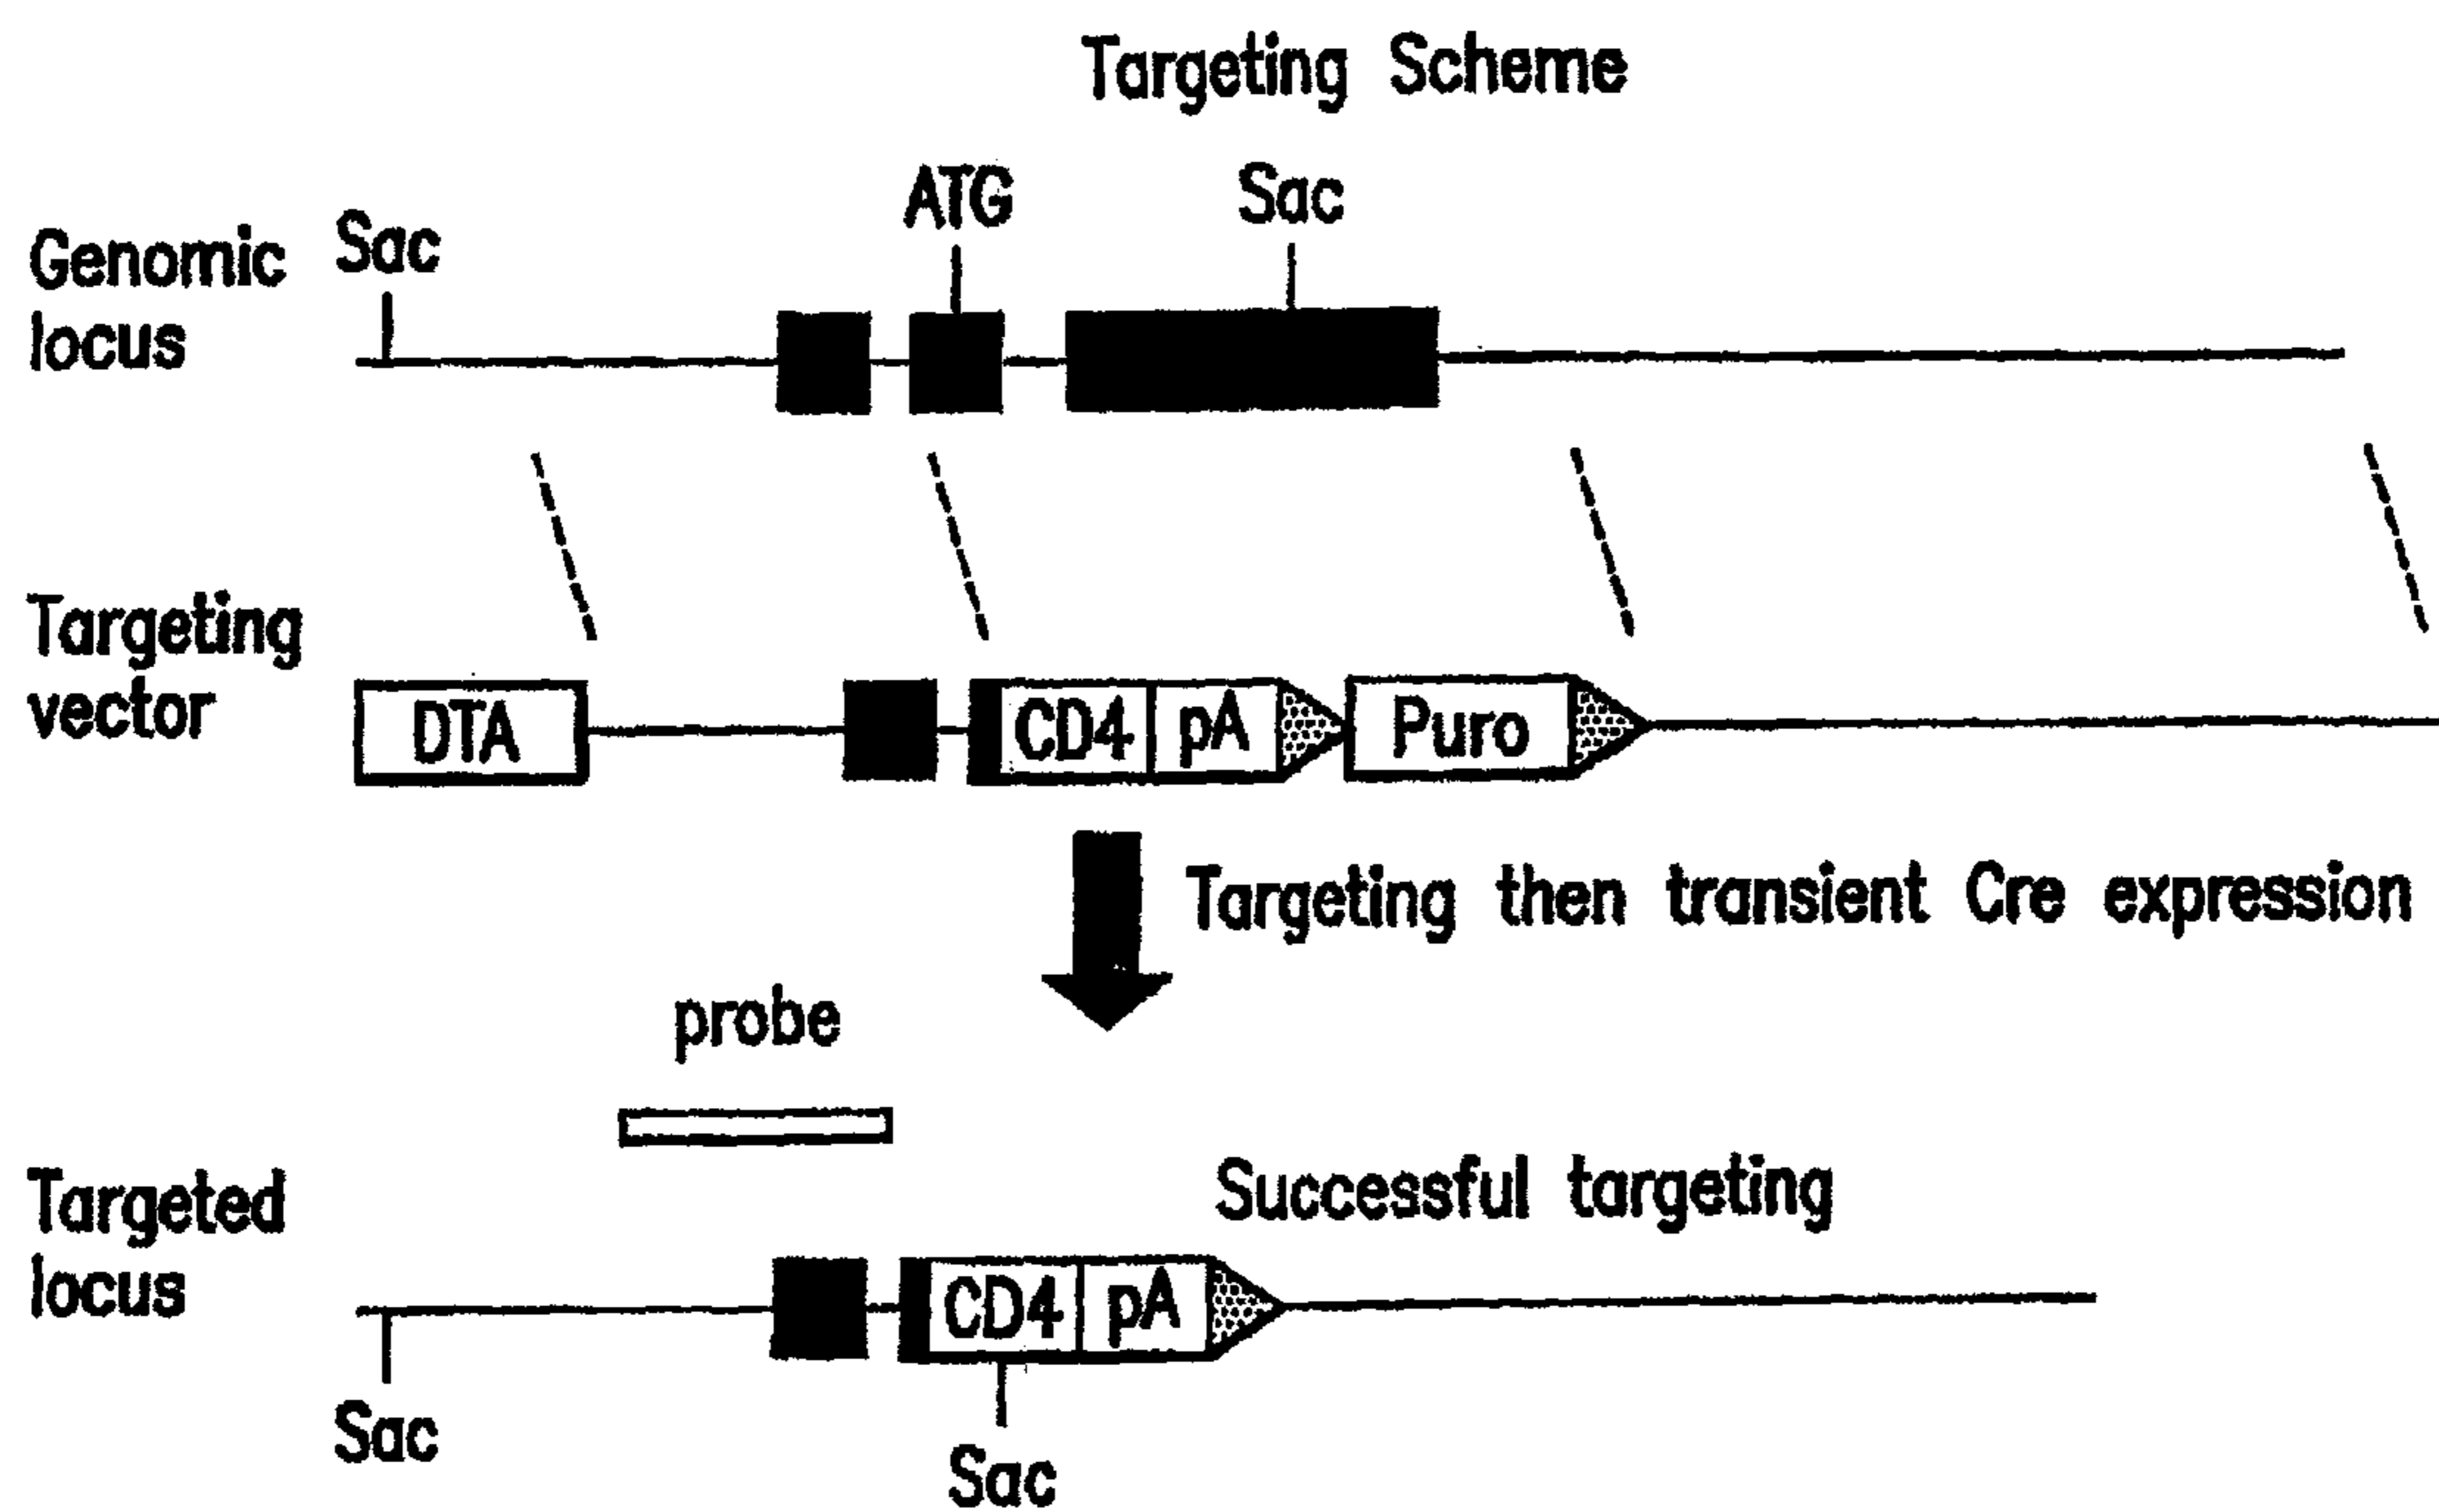 Targeting Scheme
ATG
Sac
Sac
Genomic
locus
Targeting
vector
DTA
CD4 pA Puro
Targeting then transient Cre expression
probe
Successful targeting
Targeted
locus
CD4 pA
Sac
Sac